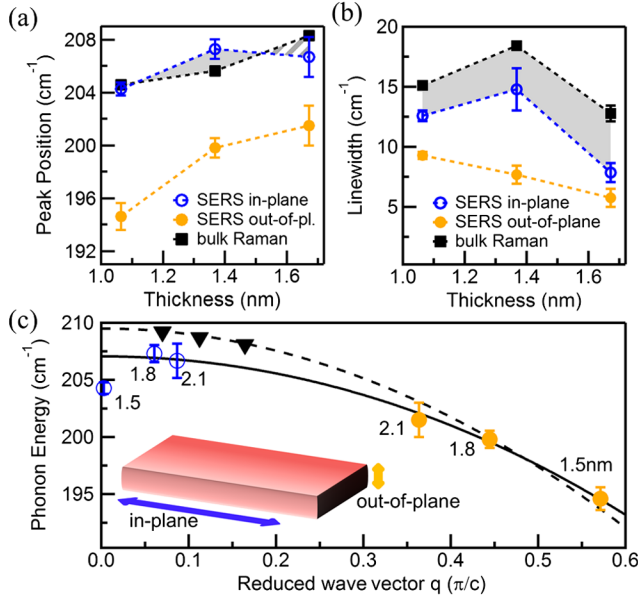 (a)
208
204
200
196
192
Peak Position (cm⁻¹)
SERS in-plane
SERS out-of-pl.
bulk Raman
1.0 1.2 1.4 1.6
Thickness (nm)
(b)
25
20
15
10
5
Linewidth (cm⁻¹)
SERS in-plane
SERS out-of-plane
bulk Raman
1.0 1.2 1.4 1.6
Thickness (nm)
(c)
210
205
200
195
Phonon Energy (cm⁻¹)
1.5
1.8
2.1
2.1
1.8
1.5nm
in-plane
out-of-plane
0.0 0.1 0.2 0.3 0.4 0.5 0.6
Reduced wave vector q (π/c)